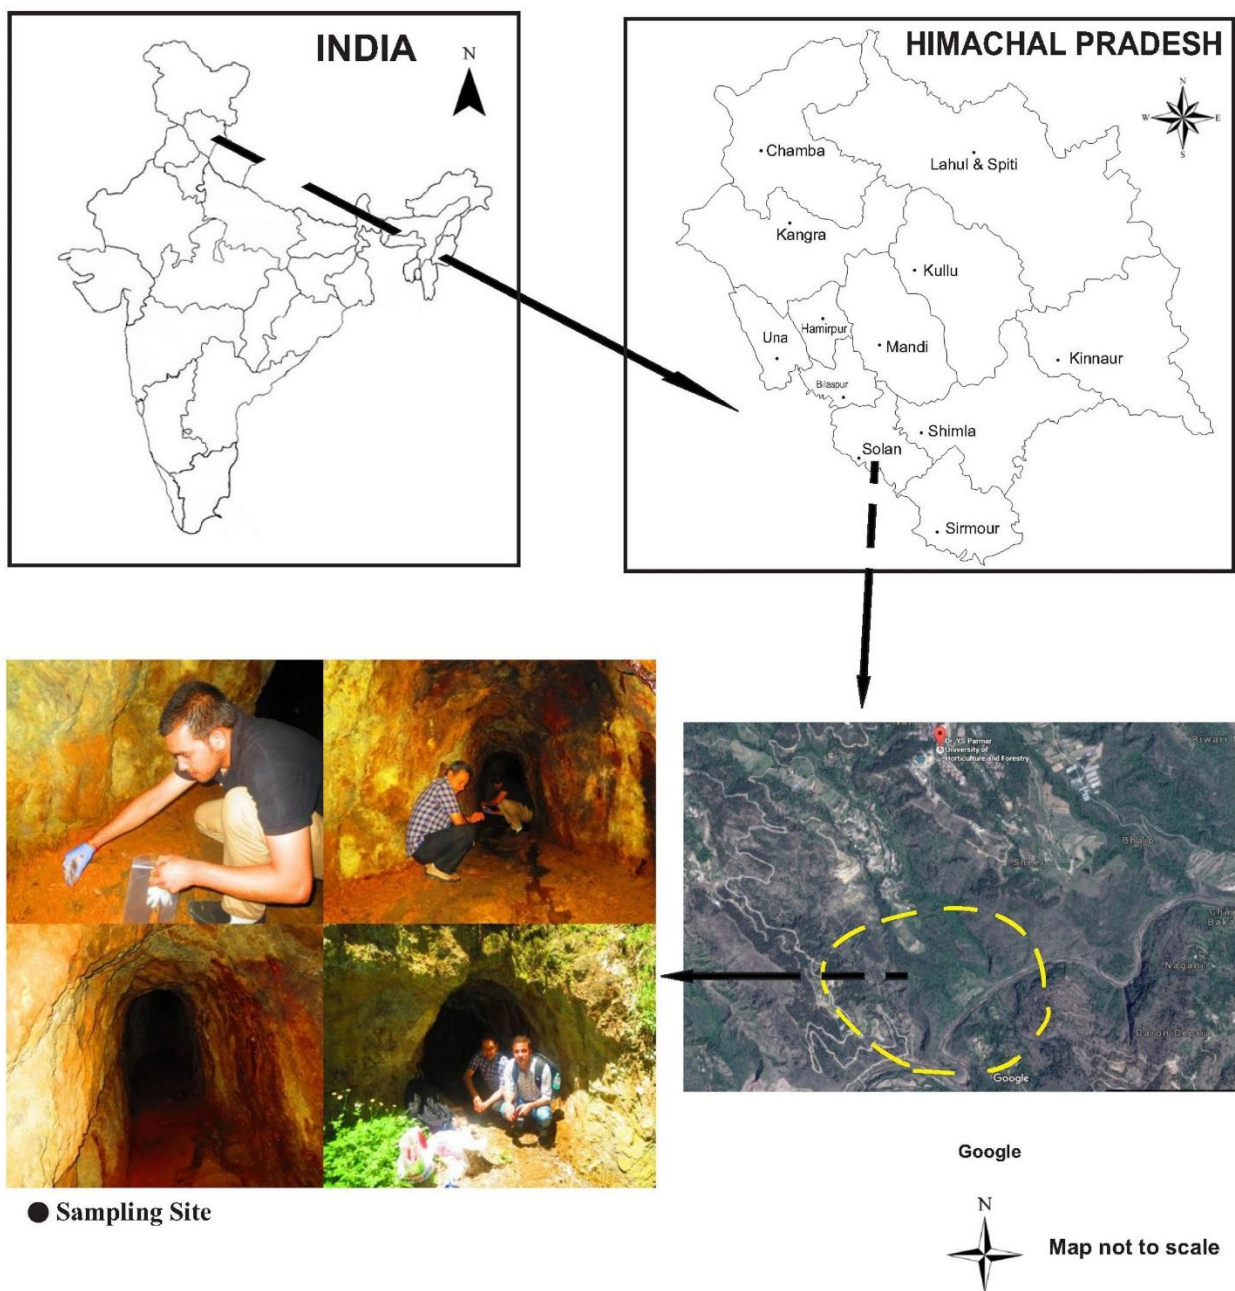 INDIA
N
HIMACHAL PRADESH
N
W E
S
Chamba
Lahul & Spiti
Kangra
Kullu
Hamirpur
Una
Mandi
Kinnaur
Bilaspur
Shimla
Solan
Sirmour
Dr. YS Parmar
University of
Horticulture and Forestry
Riwari
Bharo
Naganji
Google
Google
Sampling Site
N
Map not to scale